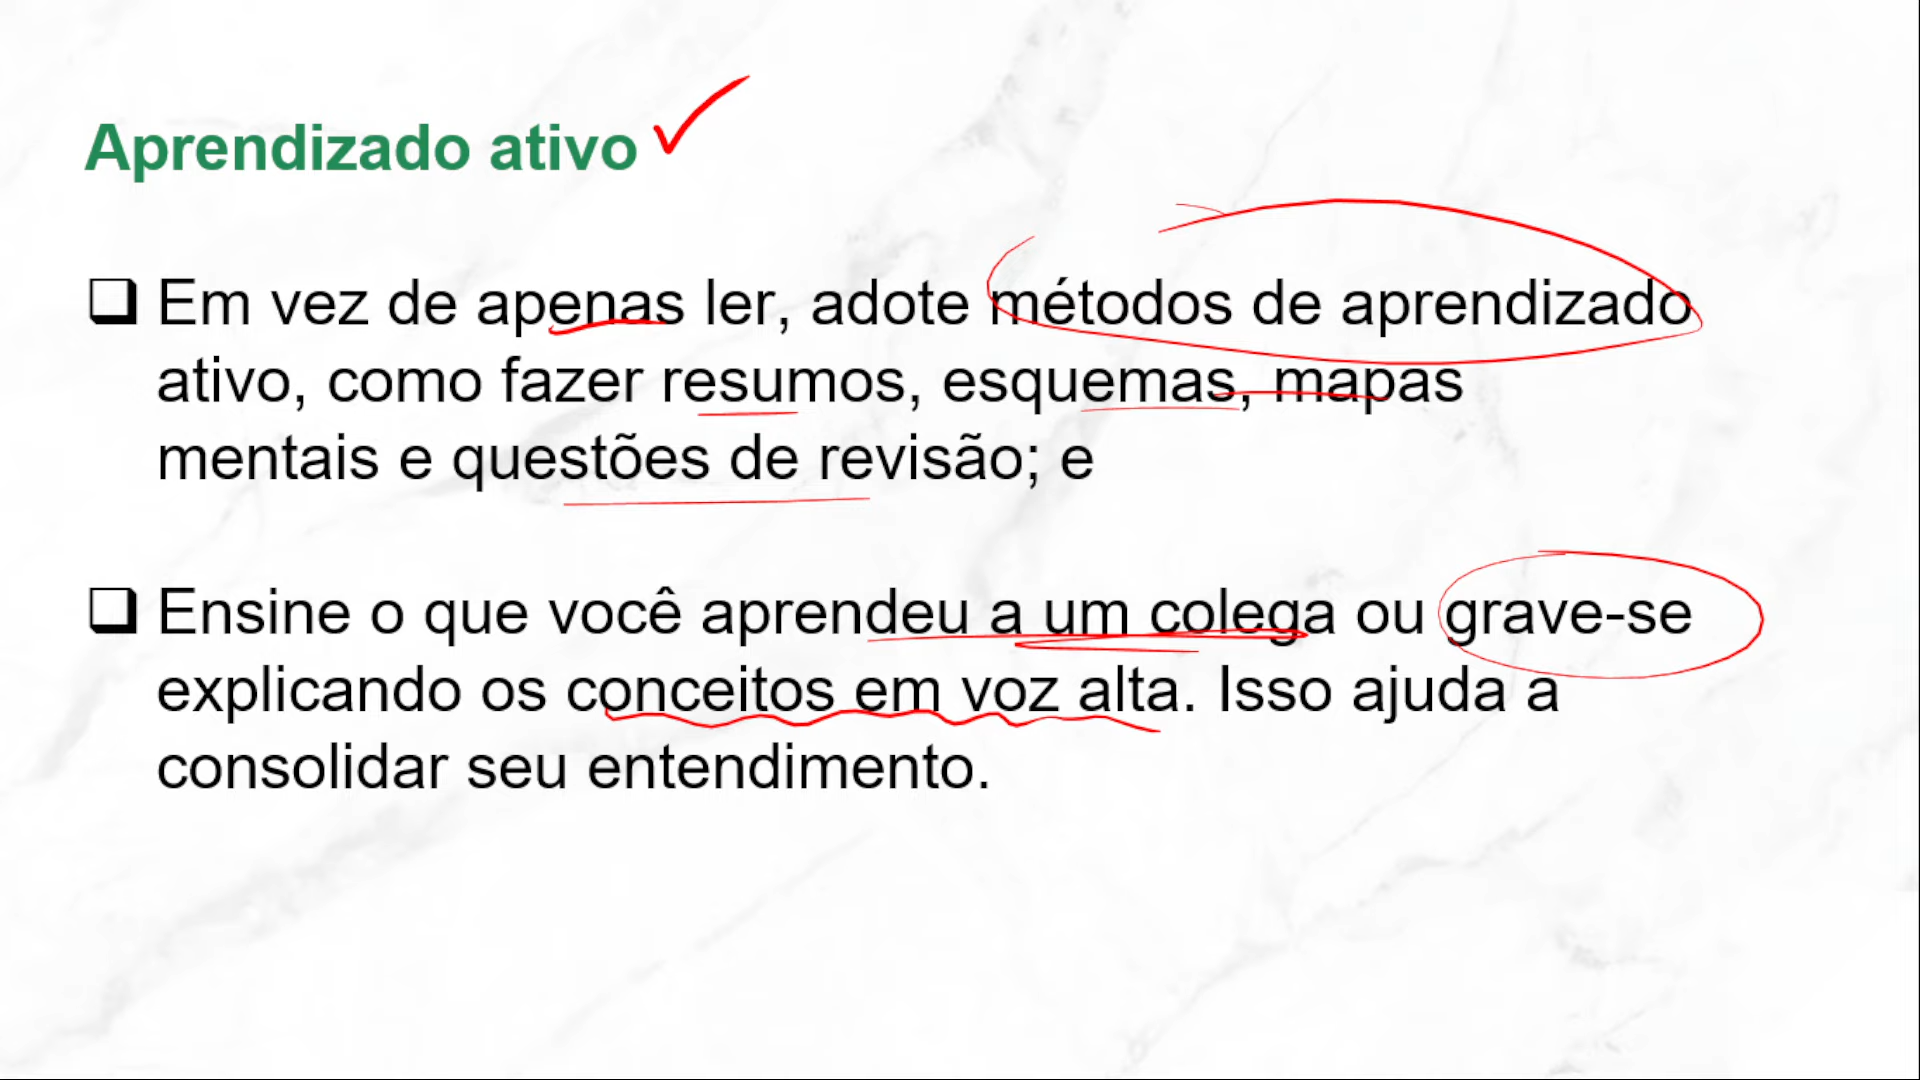 Aprendizado ativo
Em vez de apenas ler, adote métodos de aprendizado
ativo, como fazer resumos, esquemas, mapas
mentais e questões de revisão; e
Ensine o que você aprendeu a um colega ou grave-se
explicando os conceitos em voz alta. Isso ajuda a
consolidar seu entendimento.